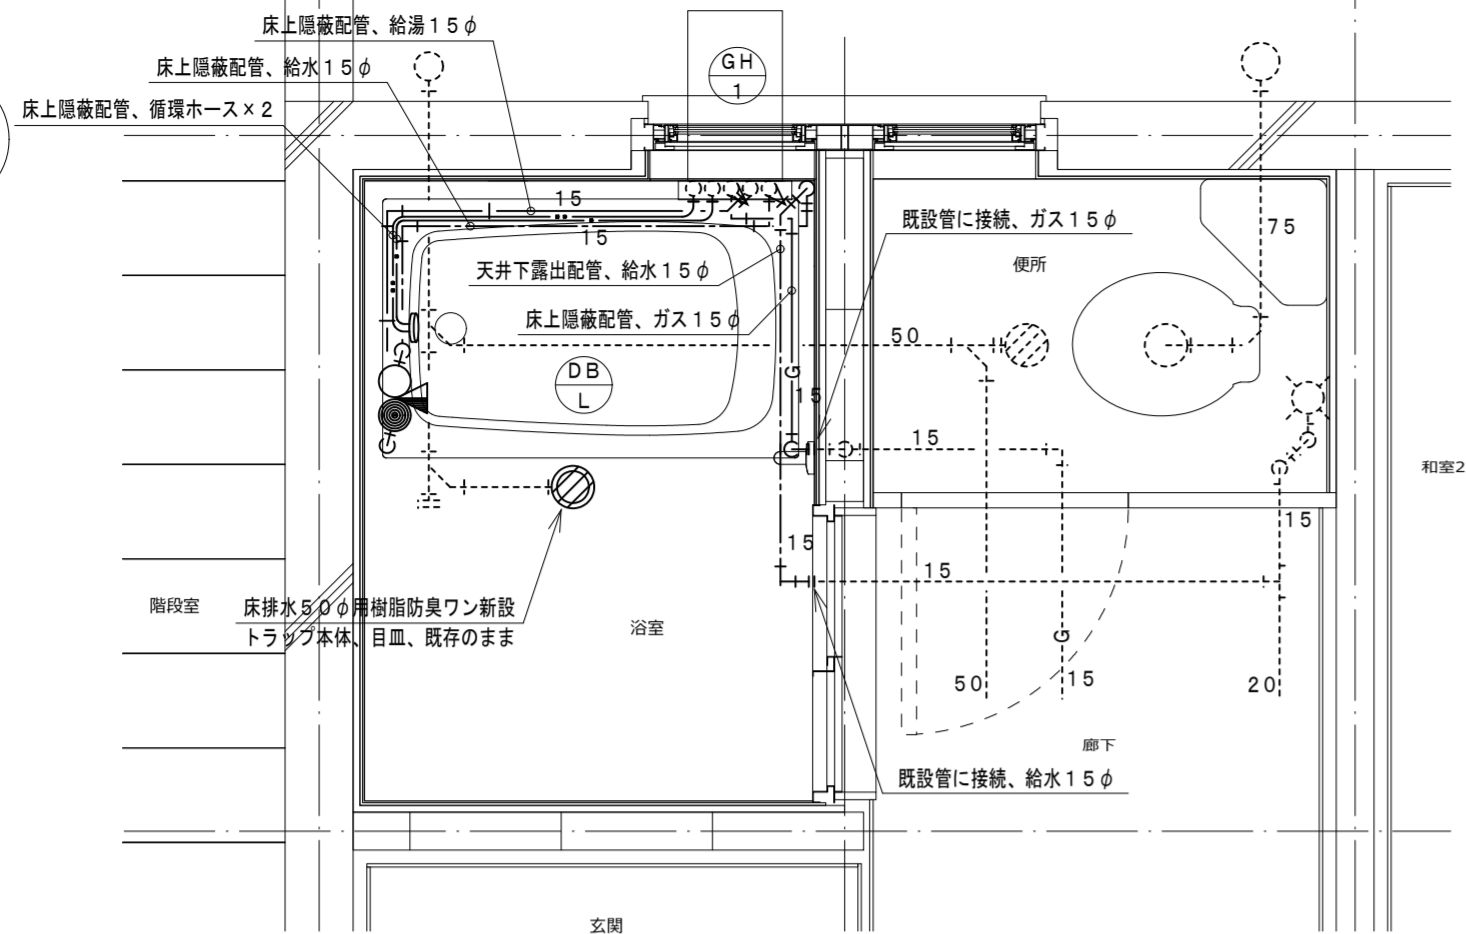 床上隠蔽配管、給湯15φ
床上隠蔽配管、給水15φ
床上隠蔽配管、循環ホース×2
GH
1
15
15
天井下露出配管、給水15φ
床上隠蔽配管、ガス15φ
既設管に接続、ガス15φ
便所
75
50
DB
L
G
15
15
和室2
15
15
15
階段室
床排水50φ用樹脂防臭ワン新設
トラップ本体、目皿、既存のまま
浴室
G
50
15
20
廊下
既設管に接続、給水15φ
玄関